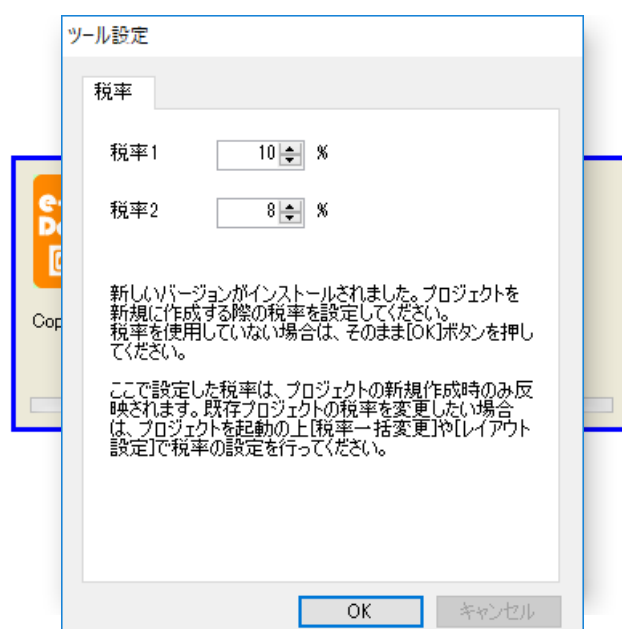 ツール設定
税率
税率1 10 %
税率2 8 %
新しいバージョンがインストールされました。プロジェクトを
新規に作成する際の税率を設定してください。
税率を使用していない場合は、そのまま[OK]ボタンを押し
てください。
ここで設定した税率は、プロジェクトの新規作成時のみ反
映されます。既存プロジェクトの税率を変更したい場合
は、プロジェクトを起動の上[税率一括変更]や[レイアウト
設定]で税率の設定を行ってください。
e-
Cop
OK キャンセル